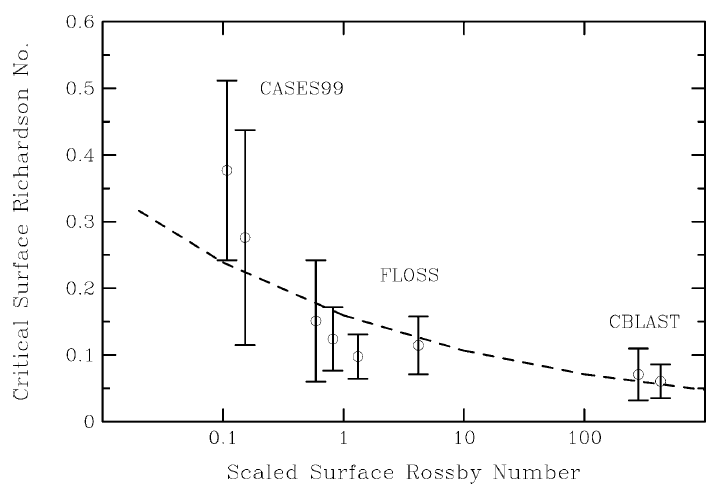 0.6
CASES99
0.5
0.4
0.3
FLOSS
0.2
CBLAST
0.1
0
0.1 1 10 100
Scaled Surface Rossby Number
Critical Surface Richardson No.